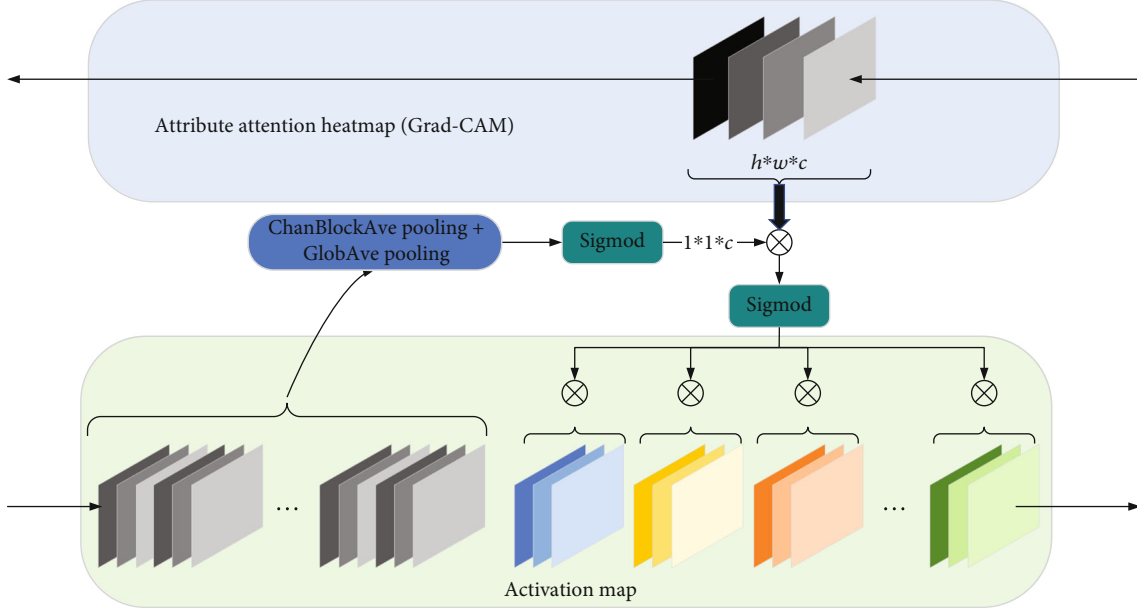 Attribute attention heatmap (Grad-CAM)
h*w*c
ChanBlockAve pooling +
GlobAve pooling
Sigmod
1*1*c
Sigmod
...
...
Activation map